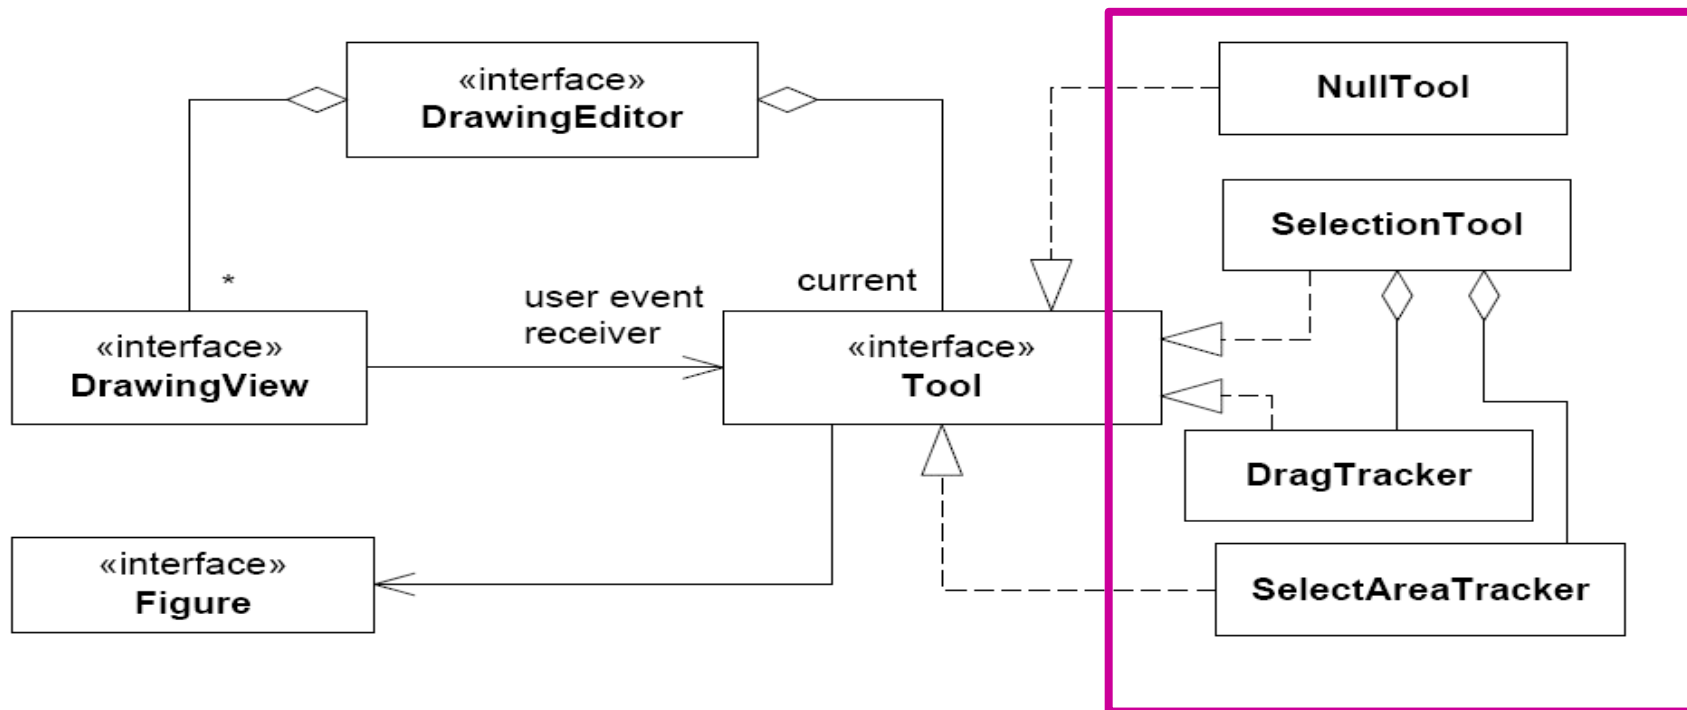 «interface»
DrawingEditor
NullTool
SelectionTool
*
user event
receiver
current
«interface»
DrawingView
«interface»
Tool
DragTracker
«interface»
Figure
SelectAreaTracker